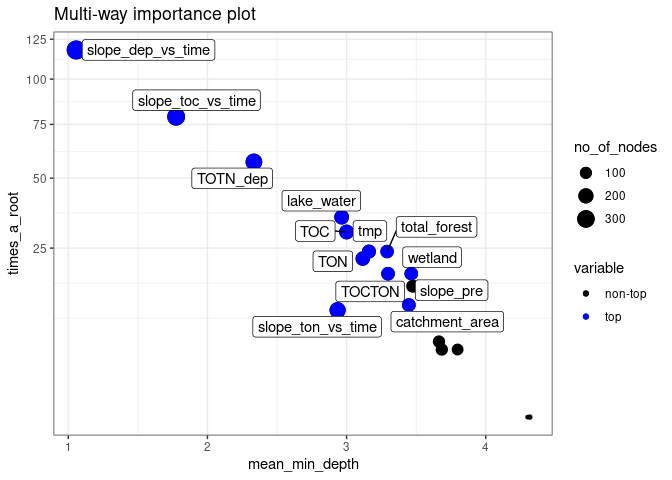 Multi-way importance plot
times_a_root
125
100
75
50
25
slope_dep_vs_time
slope_toc_vs_time
TOTN_dep
lake_water
TOC
tmp
total_forest
TON
wetland
TOCTON
slope_pre
slope_ton_vs_time
catchment_area
1
2
3
4
mean_min_depth
no_of_nodes
100
200
300
variable
non-top
top